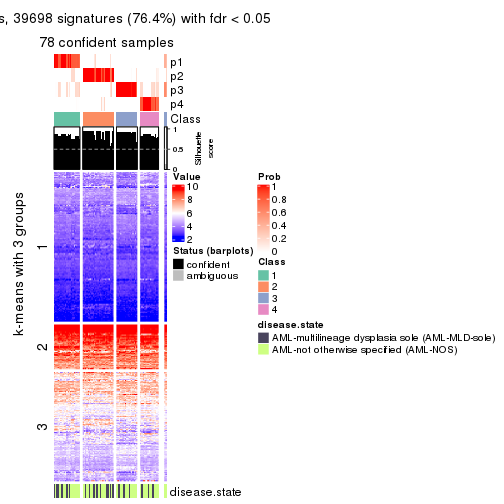 s, 39698 signatures (76.4%) with fdr < 0.05
78 confident samples
p1
p2
p3
p4
Class
1
0.5
0
Silhouette
score
k-means with 3 groups
1
2
3
Value
10
8
6
4
2
Status (barplots)
confident
ambiguous
Prob
1
0.8
0.6
0.4
0.2
0
Class
1
2
3
4
disease.state
AML-multilineage dysplasia sole (AML-MLD-sole)
AML-not otherwise specified (AML-NOS)
disease.state